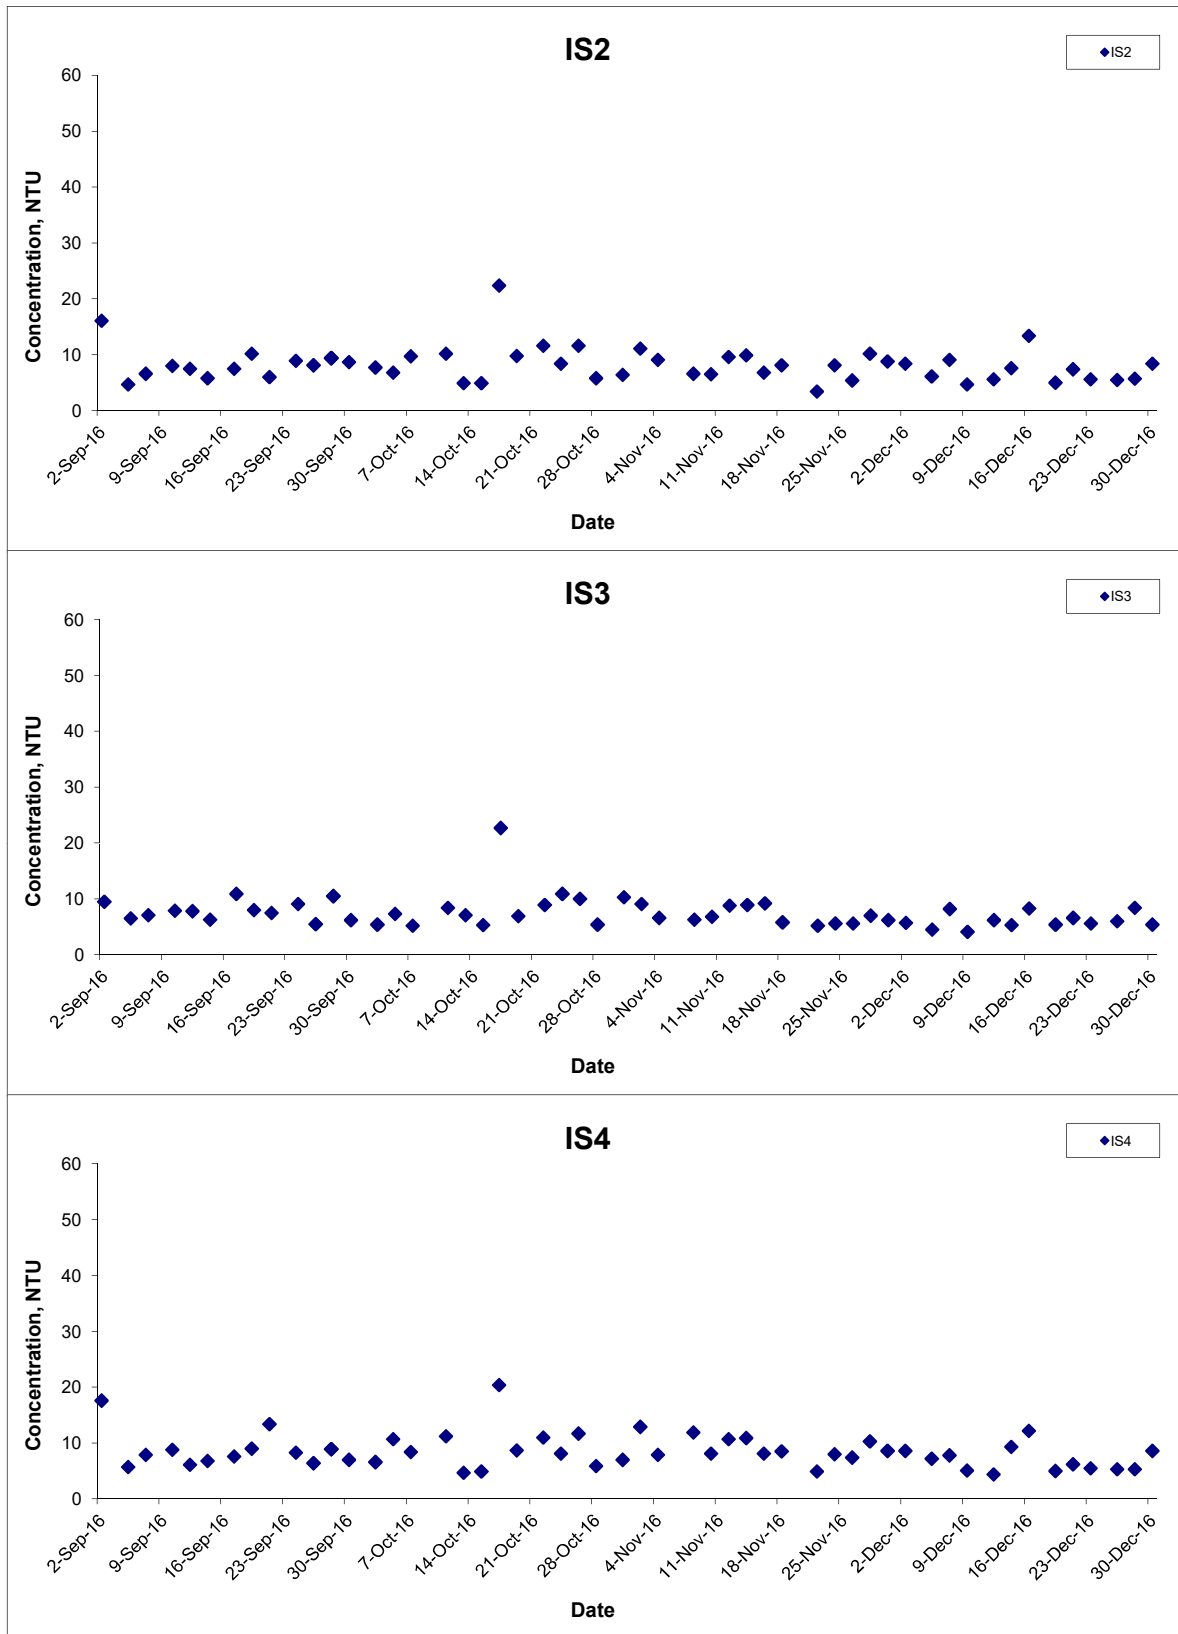 IS2
IS2
Concentration, NTU
60
50
40
30
20
10
0
2-Sep-16
9-Sep-16
16-Sep-16
23-Sep-16
30-Sep-16
7-Oct-16
14-Oct-16
21-Oct-16
28-Oct-16
4-Nov-16
11-Nov-16
18-Nov-16
25-Nov-16
2-Dec-16
9-Dec-16
16-Dec-16
23-Dec-16
30-Dec-16
Date
IS3
IS3
Concentration, NTU
60
50
40
30
20
10
0
2-Sep-16
9-Sep-16
16-Sep-16
23-Sep-16
30-Sep-16
7-Oct-16
14-Oct-16
21-Oct-16
28-Oct-16
4-Nov-16
11-Nov-16
18-Nov-16
25-Nov-16
2-Dec-16
9-Dec-16
16-Dec-16
23-Dec-16
30-Dec-16
Date
IS4
IS4
Concentration, NTU
60
50
40
30
20
10
0
2-Sep-16
9-Sep-16
16-Sep-16
23-Sep-16
30-Sep-16
7-Oct-16
14-Oct-16
21-Oct-16
28-Oct-16
4-Nov-16
11-Nov-16
18-Nov-16
25-Nov-16
2-Dec-16
9-Dec-16
16-Dec-16
23-Dec-16
30-Dec-16
Date